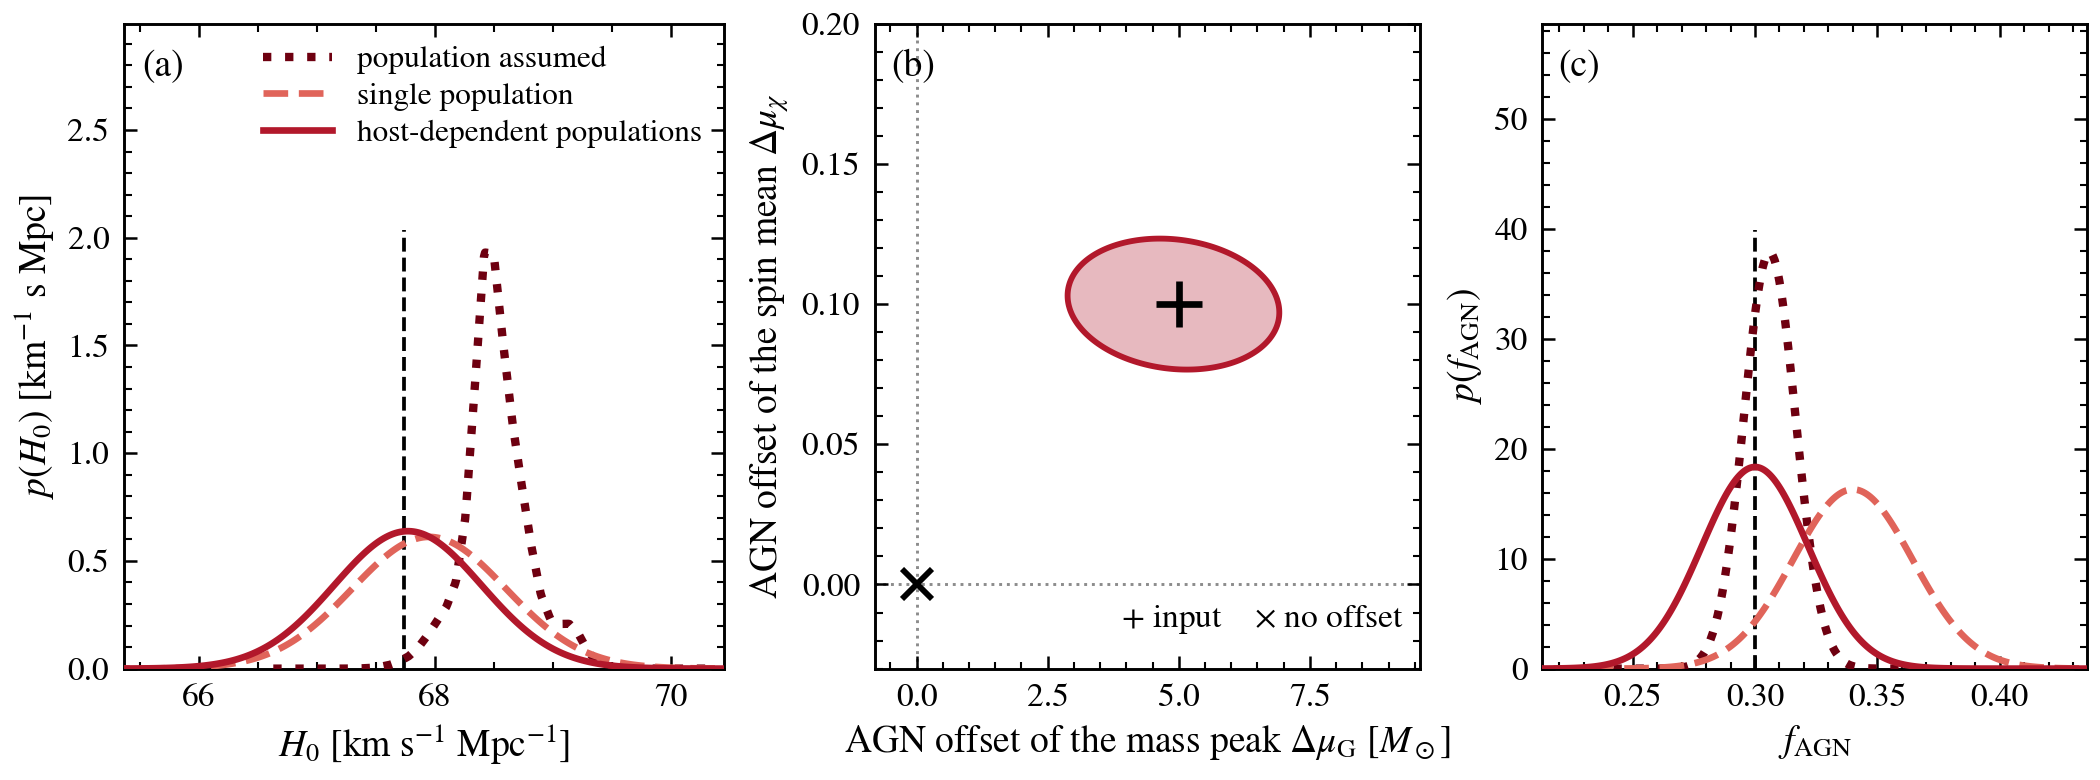 (a)
population assumed
single population
host-dependent populations
p(H₀) [km⁻¹ s Mpc]
2.5
2.0
1.5
1.0
0.5
0.0
66
68
70
H₀ [km s⁻¹ Mpc⁻¹]
(b)
AGN offset of the spin mean Δμχ
0.20
0.15
0.10
0.05
0.00
+ input × no offset
0.0
2.5
5.0
7.5
AGN offset of the mass peak Δμ_G [M_⊙]
(c)
p(f_AGN)
50
40
30
20
10
0
0.25
0.30
0.35
0.40
f_AGN